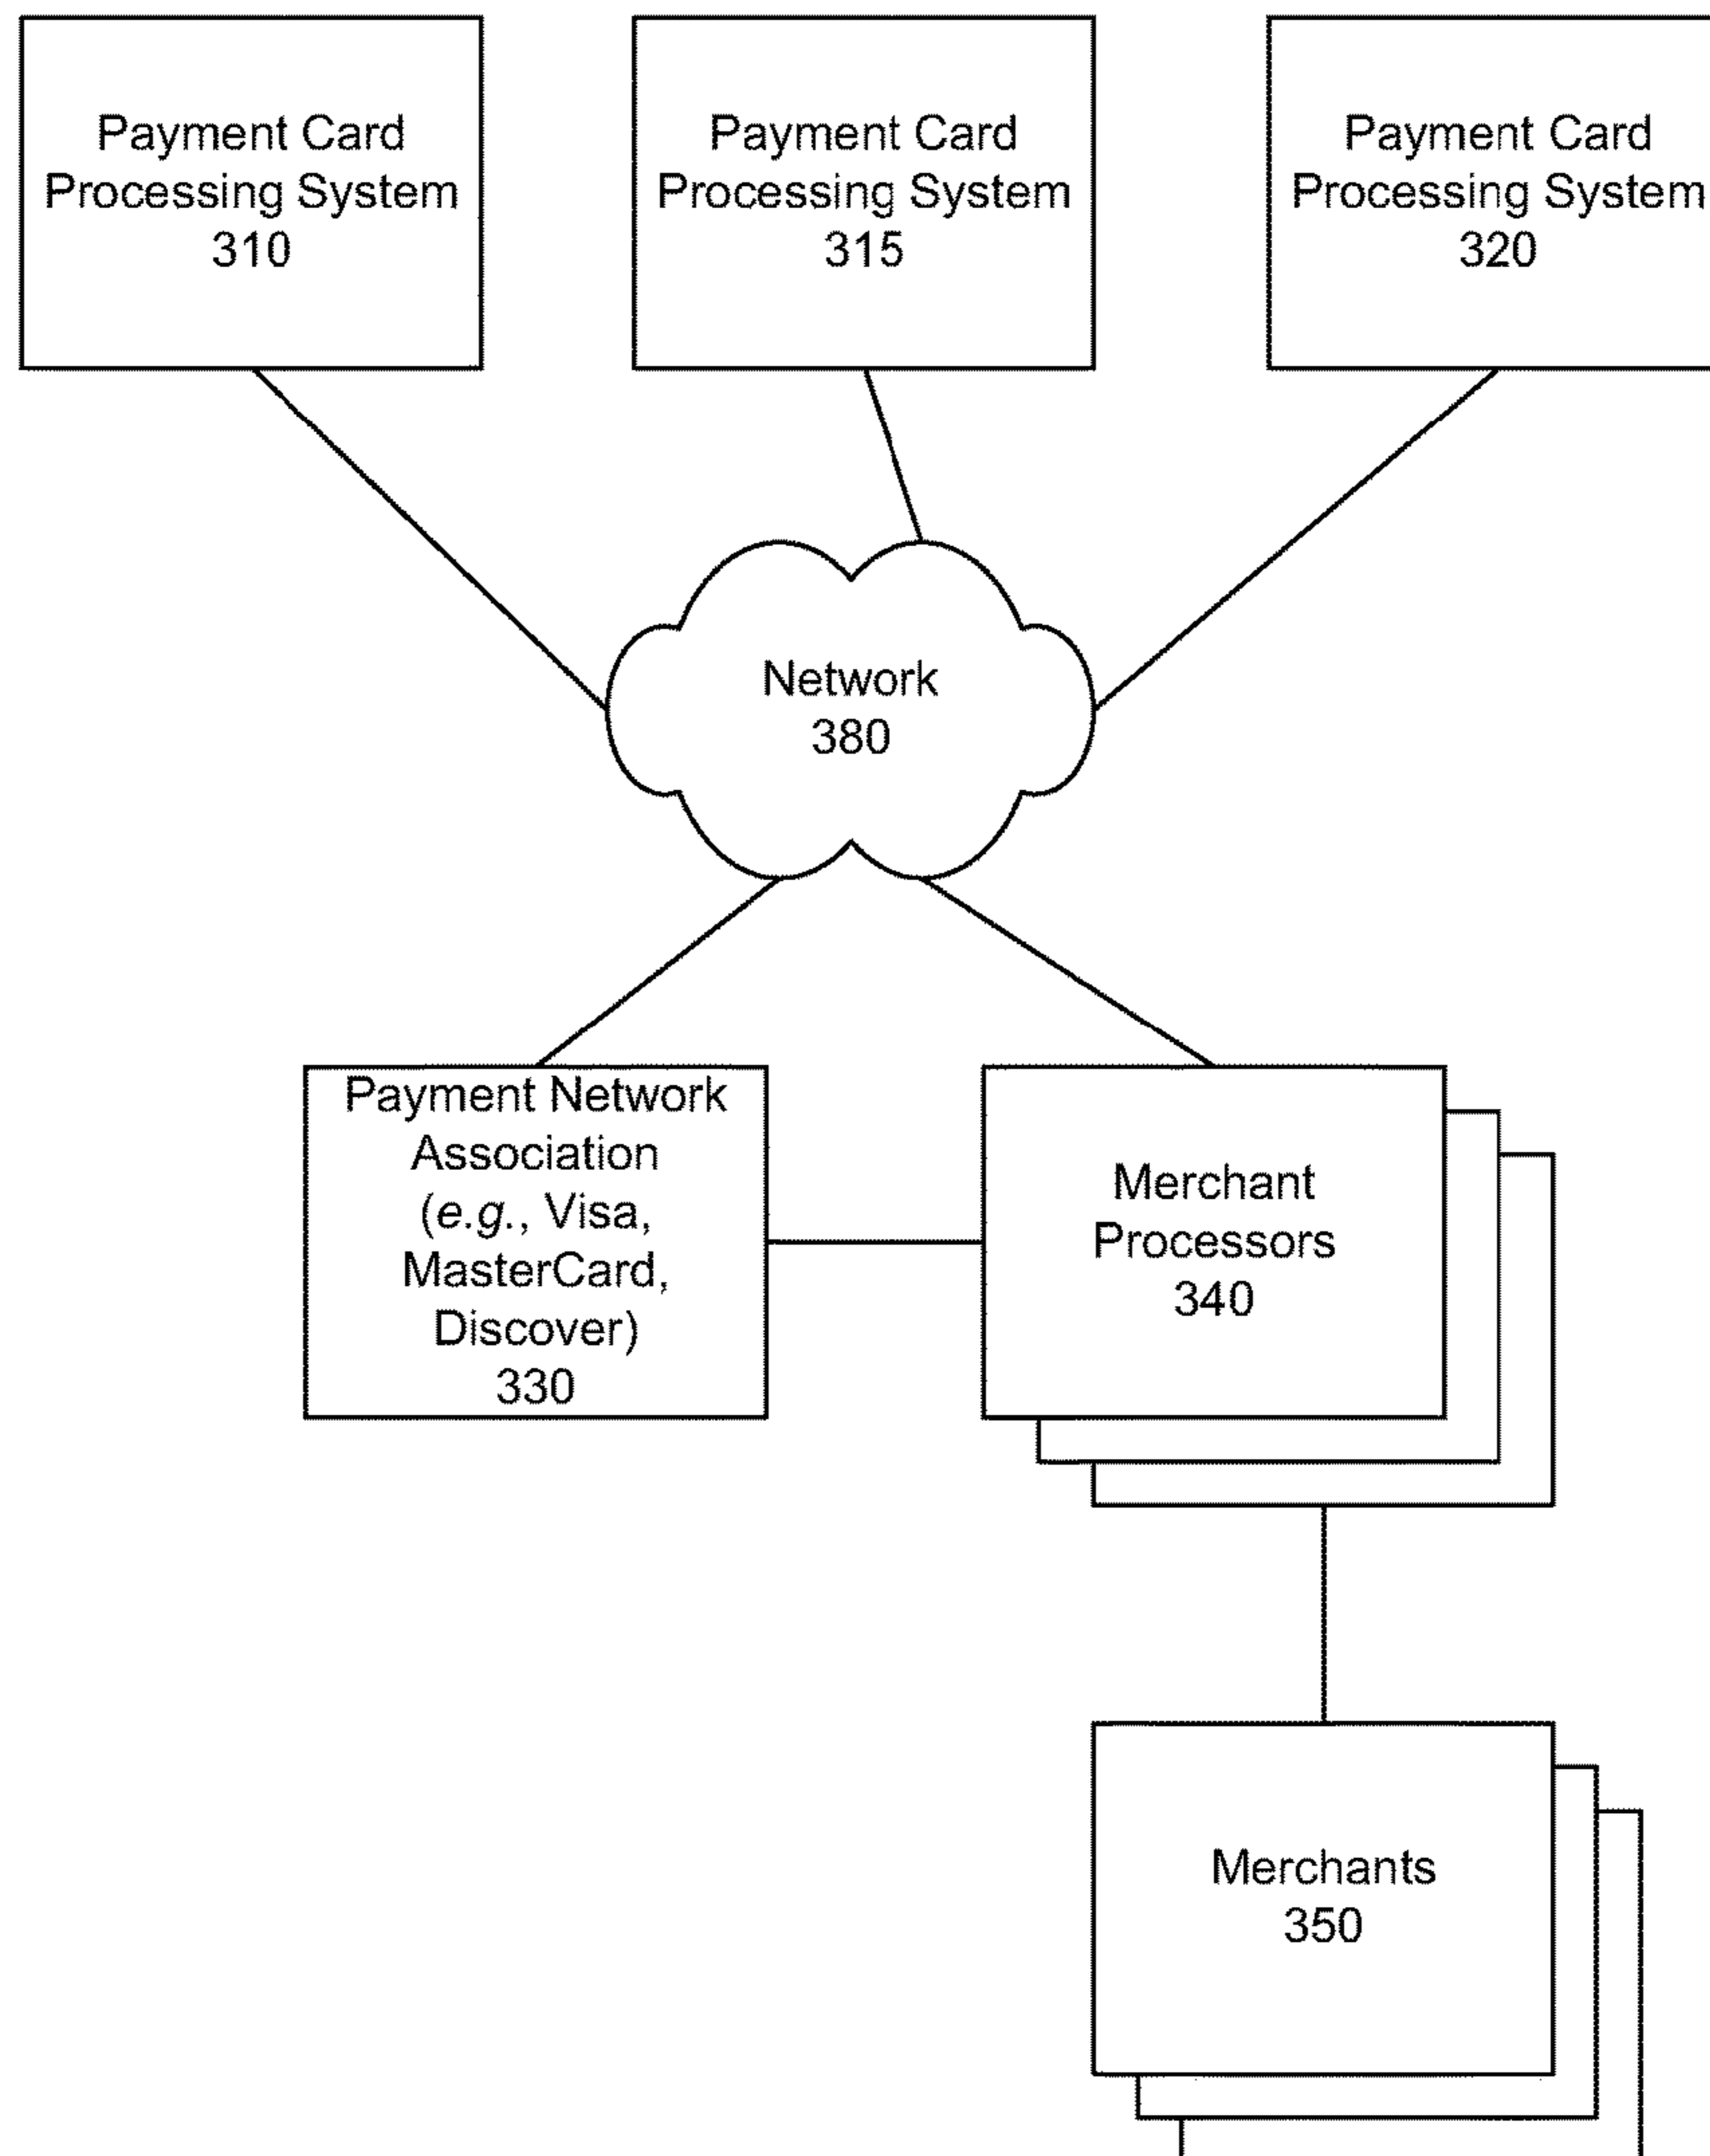 Payment Card
Processing System
310
Payment Card
Processing System
315
Payment Card
Processing System
320
Network
380
Payment Network
Association
(e.g., Visa,
MasterCard,
Discover)
330
Merchant
Processors
340
Merchants
350